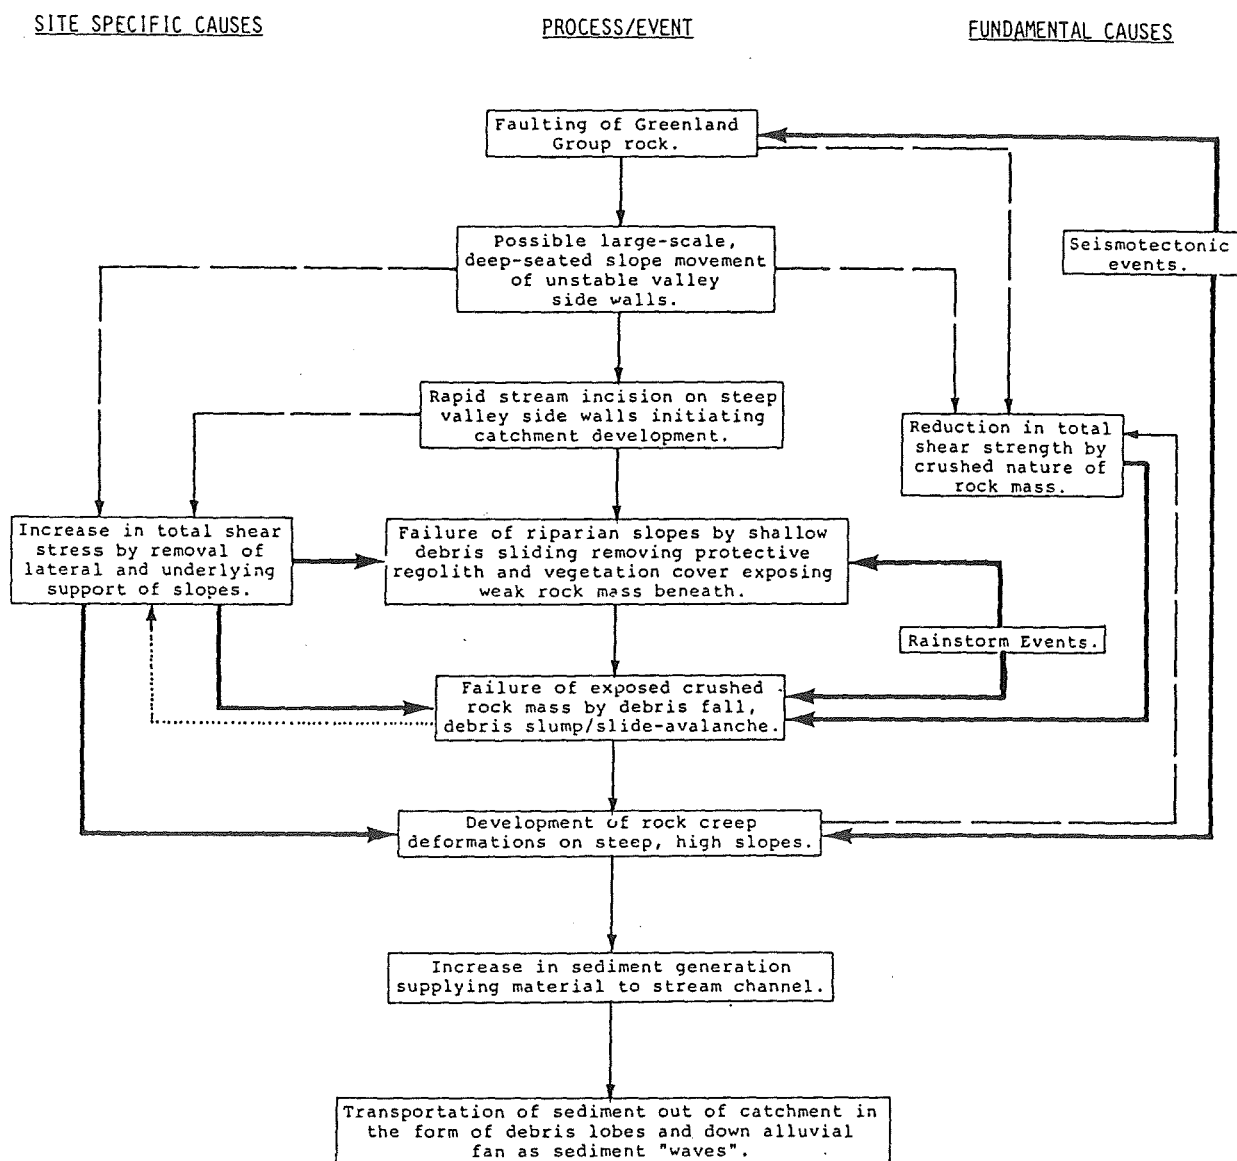 SITE SPECIFIC CAUSES
PROCESS/EVENT
FUNDAMENTAL CAUSES
Faulting of Greenland
Group rock.
Seismotectonic
events.
Possible large-scale,
deep-seated slope movement
of unstable valley
side walls.
Rapid stream incision on steep
valley side walls initiating
catchment development.
Reduction in total
shear strength by
crushed nature of
rock mass.
Increase in total shear
stress by removal of
lateral and underlying
support of slopes.
Failure of riparian slopes by shallow
debris sliding removing protective
regolith and vegetation cover exposing
weak rock mass beneath.
Rainstorm Events.
Failure of exposed crushed
rock mass by debris fall,
debris slump/slide-avalanche.
Development of rock creep
deformations on steep, high slopes.
Increase in sediment generation
supplying material to stream channel.
Transportation of sediment out of catchment in
the form of debris lobes and down alluvial
fan as sediment "waves".